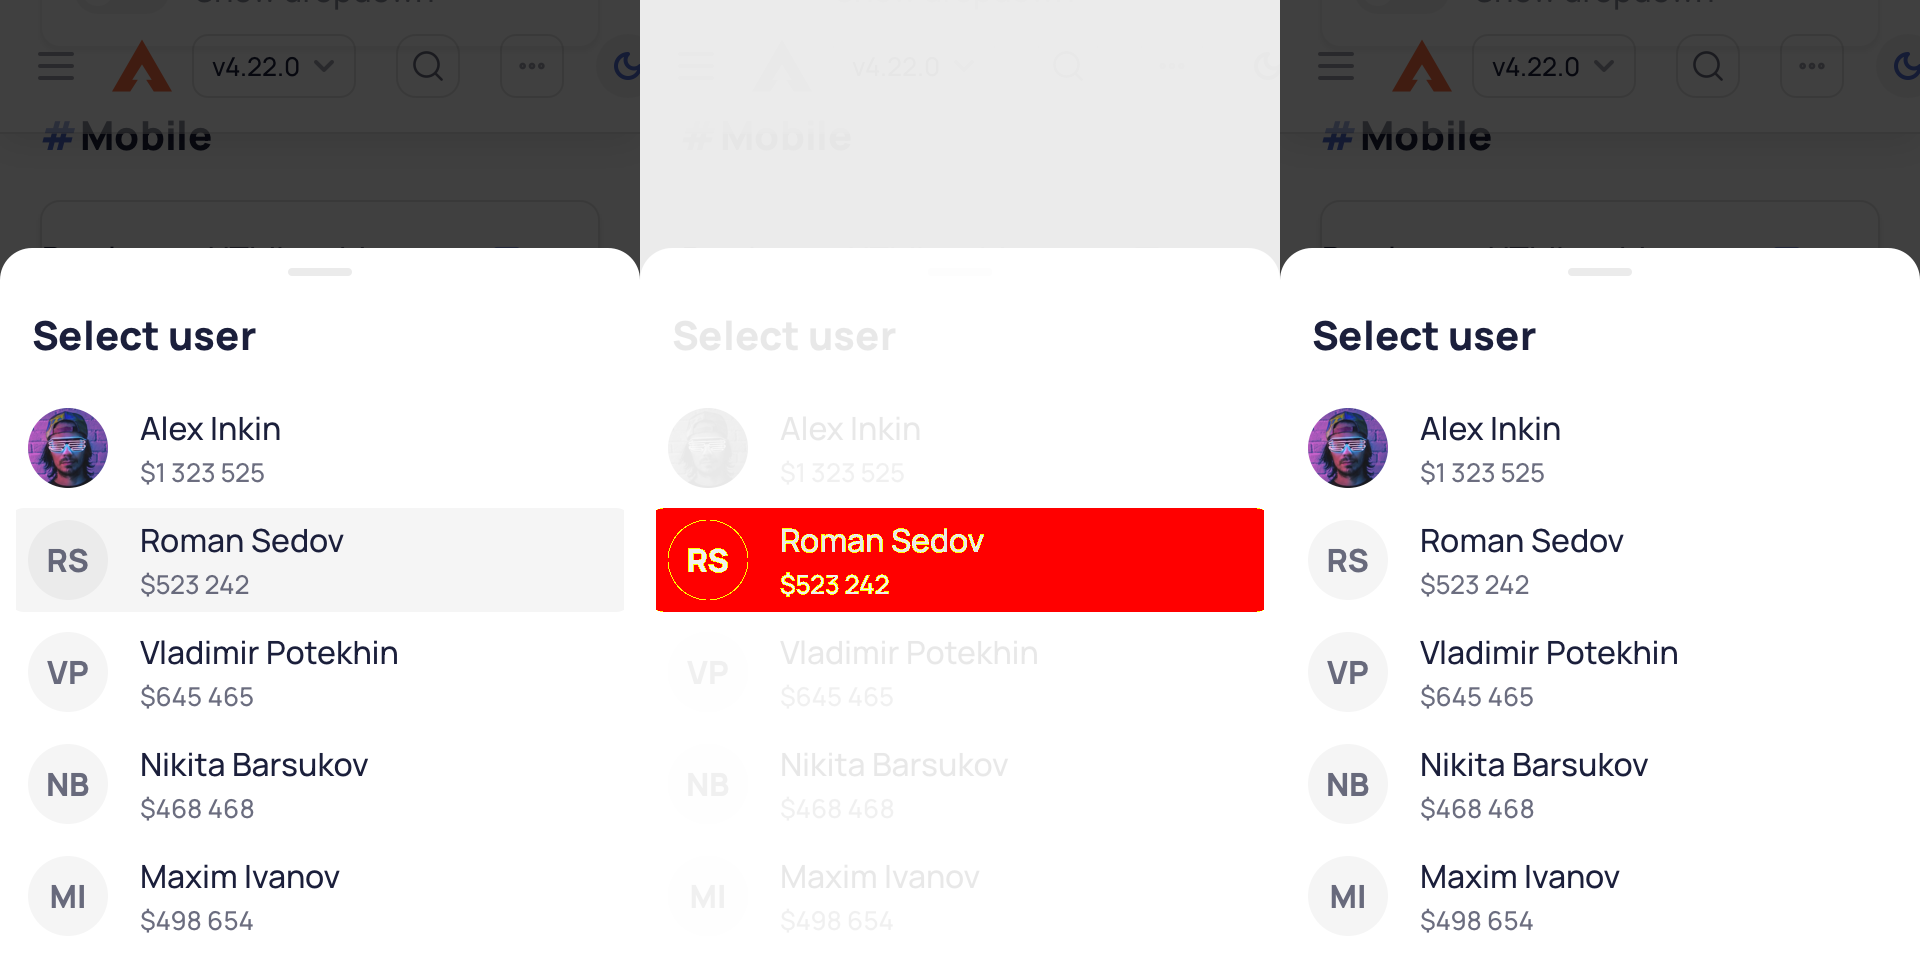 v4.22.0
# Mobile
Select user
Alex Inkin
$1 323 525
RS
Roman Sedov
$523 242
VP
Vladimir Potekhin
$645 465
NB
Nikita Barsukov
$468 468
MI
Maxim Ivanov
$498 654
v4.22.0
# Mobile
Select user
Alex Inkin
$1 323 525
RS
Roman Sedov
$523 242
VP
Vladimir Potekhin
$645 465
NB
Nikita Barsukov
$468 468
MI
Maxim Ivanov
$498 654
v4.22.0
# Mobile
Select user
Alex Inkin
$1 323 525
RS
Roman Sedov
$523 242
VP
Vladimir Potekhin
$645 465
NB
Nikita Barsukov
$468 468
MI
Maxim Ivanov
$498 654